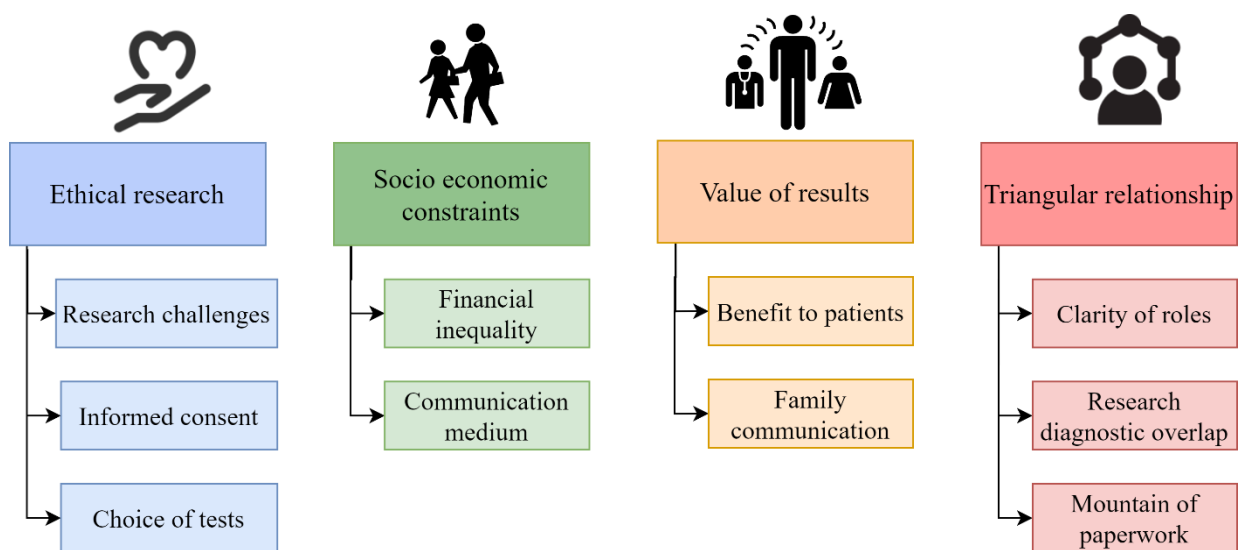 Ethical research
Research challenges
Informed consent
Choice of tests
Socio economic
constraints
Financial
inequality
Communication
medium
Value of results
Benefit to patients
Family
communication
Triangular relationship
Clarity of roles
Research
diagnostic overlap
Mountain of
paperwork